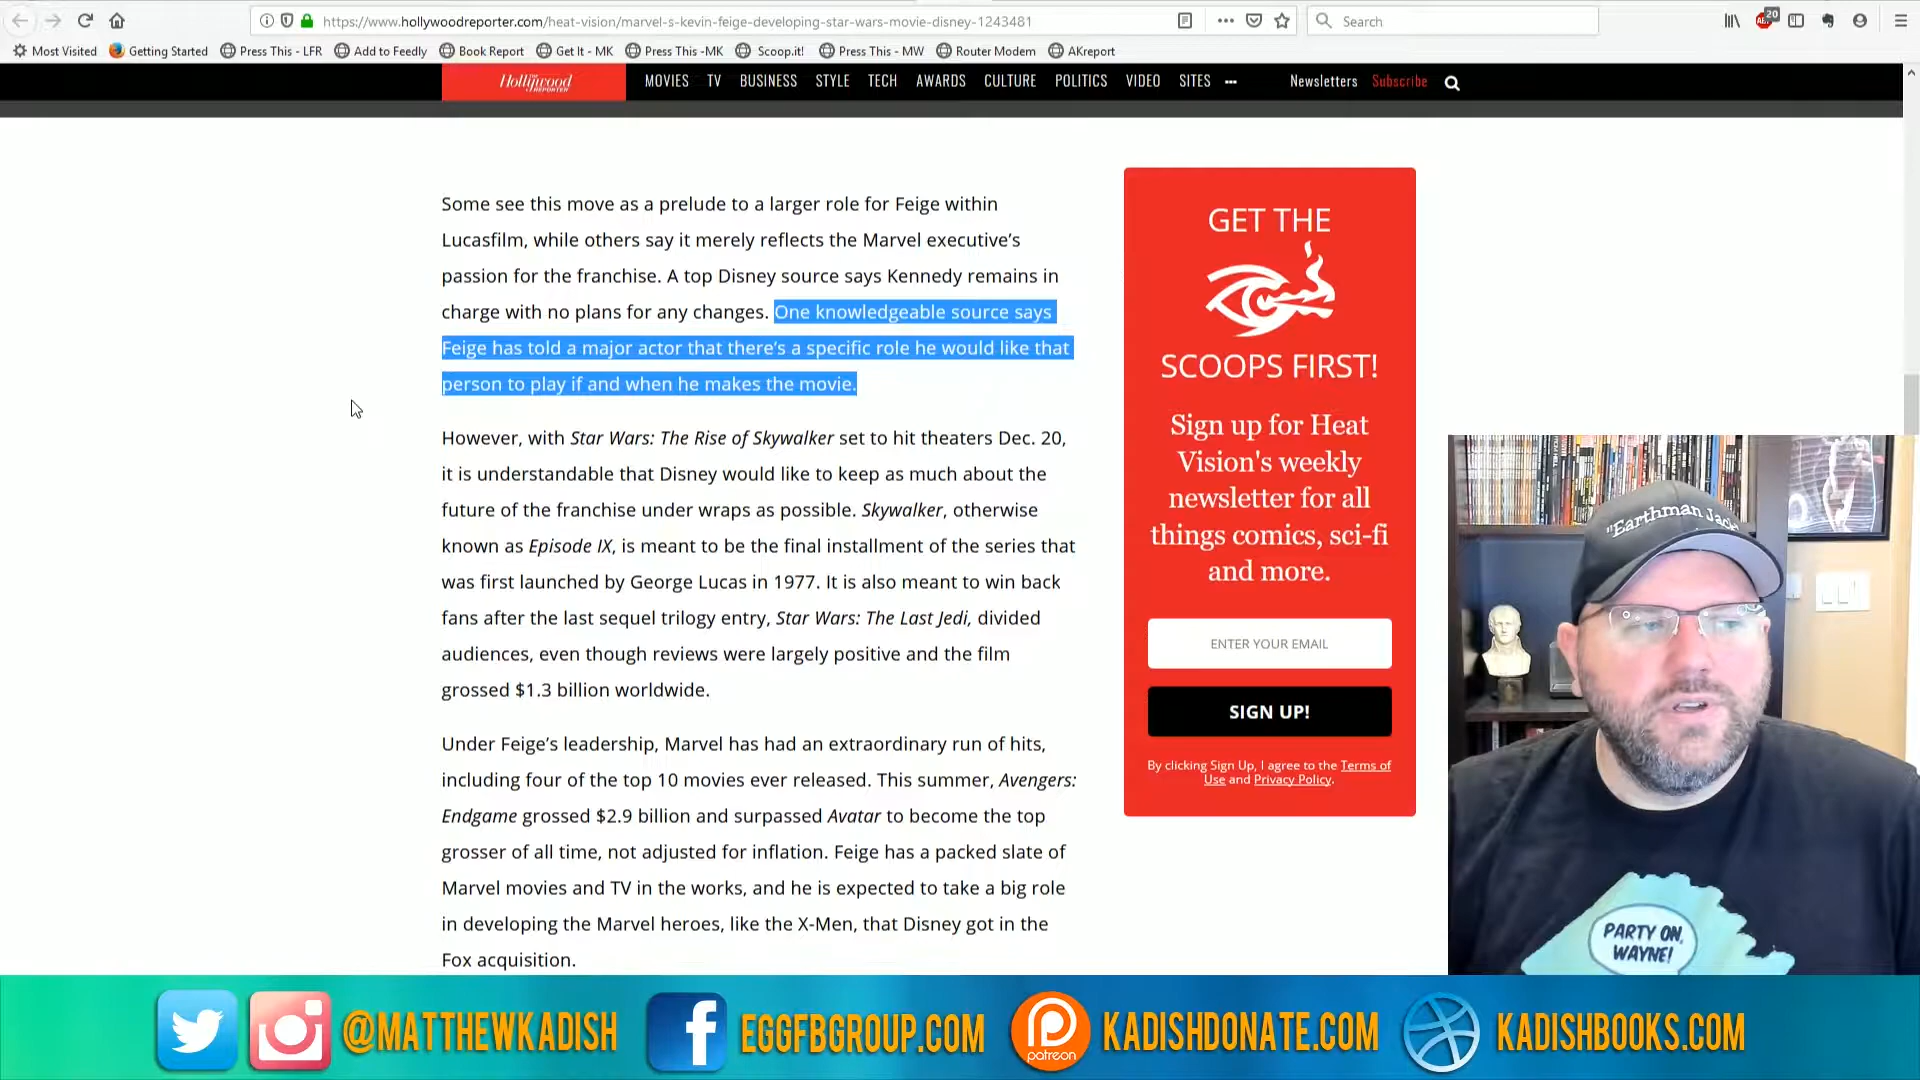 https://www.hollywoodreporter.com/heat-vision/marvel-s-kevin-feige-developing-star-wars-movie-disney-1243481
Search
20
Most Visited Getting Started Press This - LFR Add to Feedly Book Report Get It - MK Press This -MK Scoop.it! Press This - MW Router Modem AKreport
The Hollywood REPORTER MOVIES TV BUSINESS STYLE TECH AWARDS CULTURE POLITICS VIDEO SITES ••• Newsletters Subscribe
Some see this move as a prelude to a larger role for Feige within
Lucasfilm, while others say it merely reflects the Marvel executive’s
passion for the franchise. A top Disney source says Kennedy remains in
charge with no plans for any changes. One knowledgeable source says
Feige has told a major actor that there’s a specific role he would like that
person to play if and when he makes the movie.
However, with Star Wars: The Rise of Skywalker set to hit theaters Dec. 20,
it is understandable that Disney would like to keep as much about the
future of the franchise under wraps as possible. Skywalker, otherwise
known as Episode IX, is meant to be the final installment of the series that
was first launched by George Lucas in 1977. It is also meant to win back
fans after the last sequel trilogy entry, Star Wars: The Last Jedi, divided
audiences, even though reviews were largely positive and the film
grossed $1.3 billion worldwide.
Under Feige’s leadership, Marvel has had an extraordinary run of hits,
including four of the top 10 movies ever released. This summer, Avengers:
Endgame grossed $2.9 billion and surpassed Avatar to become the top
grosser of all time, not adjusted for inflation. Feige has a packed slate of
Marvel movies and TV in the works, and he is expected to take a big role
in developing the Marvel heroes, like the X-Men, that Disney got in the
Fox acquisition.
GET THE
SCOOPS FIRST!
Sign up for Heat
Vision's weekly
newsletter for all
things comics, sci-fi
and more.
ENTER YOUR EMAIL
SIGN UP!
By clicking Sign Up, I agree to the Terms of
Use and Privacy Policy.
"Earthman Jack
PARTY ON,
WAYNE!
@MATTHEWKADISH EGGFBGROUP.COM patreon KADISHDONATE.COM KADISHBOOKS.COM